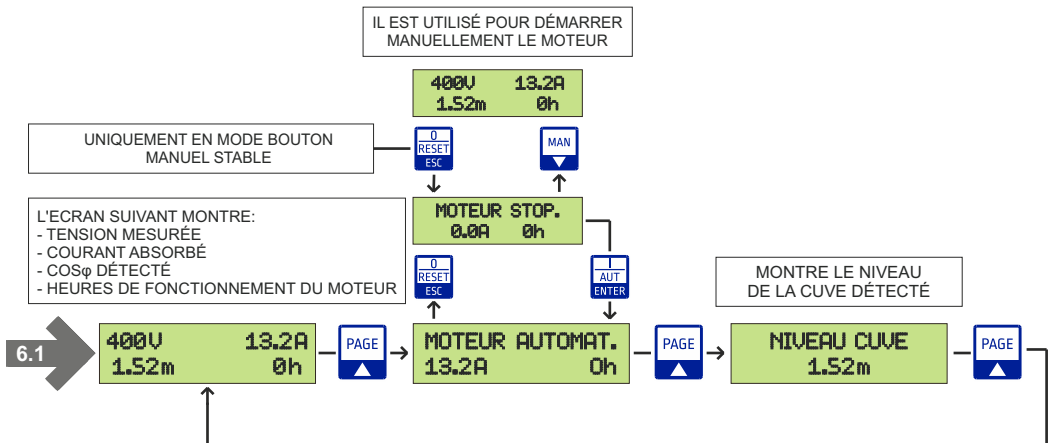 IL EST UTILISÉ POUR DÉMARRER
MANUELLEMENT LE MOTEUR
400V 13.2A
1.52m 0h
UNIQUEMENT EN MODE BOUTON
MANUEL STABLE
0
RESET
ESC
MAN
L'ECRAN SUIVANT MONTRE:
- TENSION MESURÉE
- COURANT ABSORBÉ
- COSφ DÉTECTÉ
- HEURES DE FONCTIONNEMENT DU MOTEUR
MOTEUR STOP.
0.0A 0h
0
RESET
ESC
I
AUT
ENTER
MONTRE LE NIVEAU
DE LA CUVE DÉTECTÉ
6.1
400V 13.2A
1.52m 0h
PAGE
MOTEUR AUTOMAT.
13.2A 0h
PAGE
NIVEAU CUVE
1.52m
PAGE